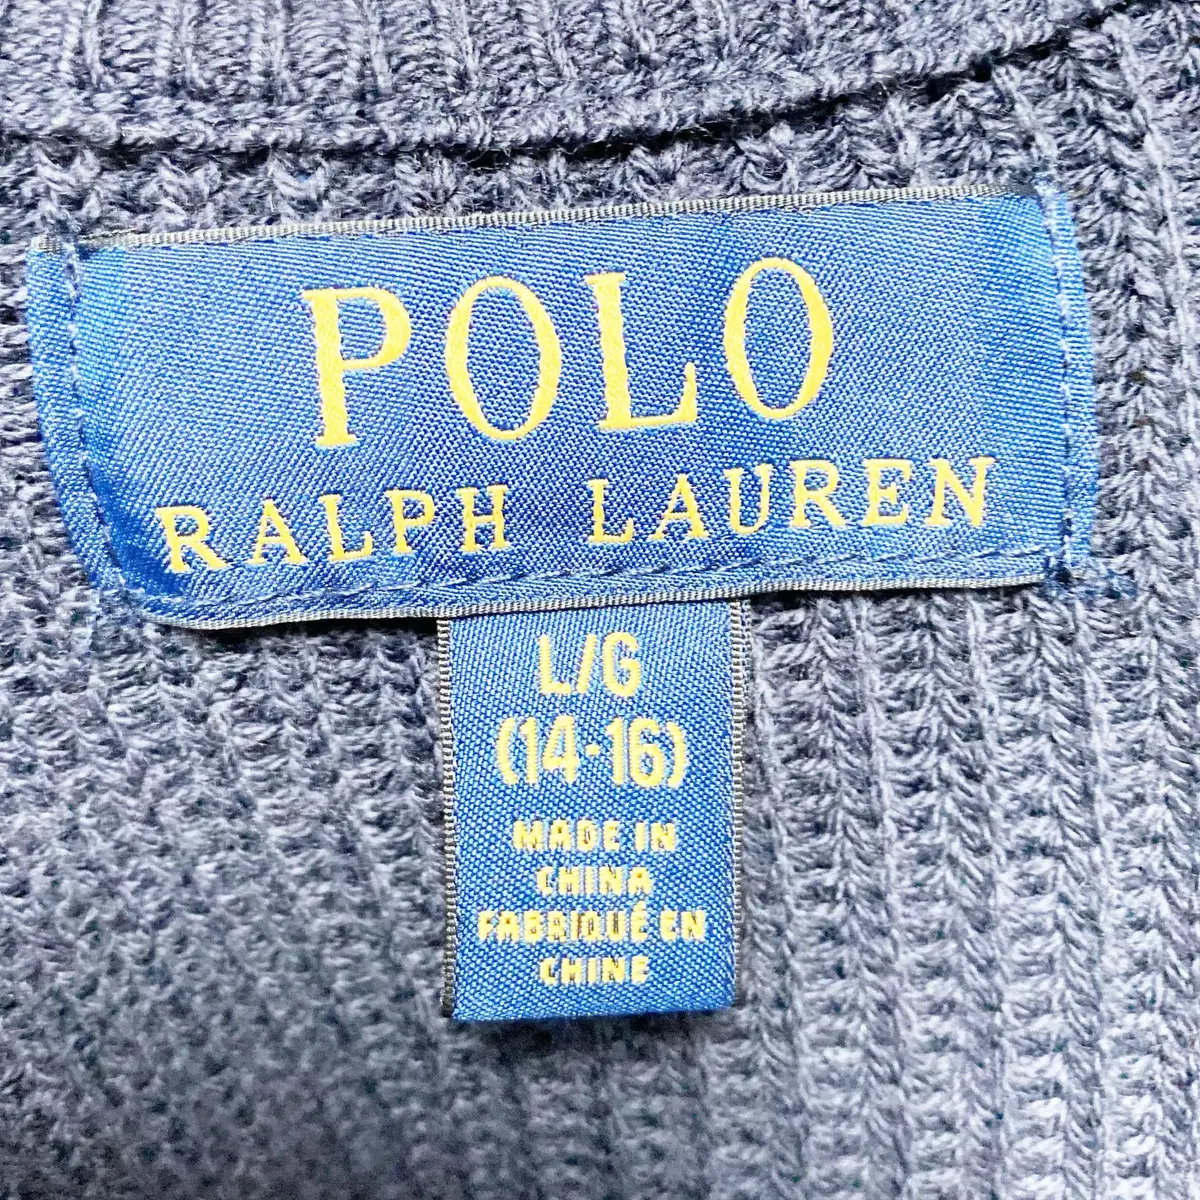 POLO
RALPH LAUREN
L/G
(14-16)
MADE IN
CHINA
FABRIQUÉ EN
CHINE